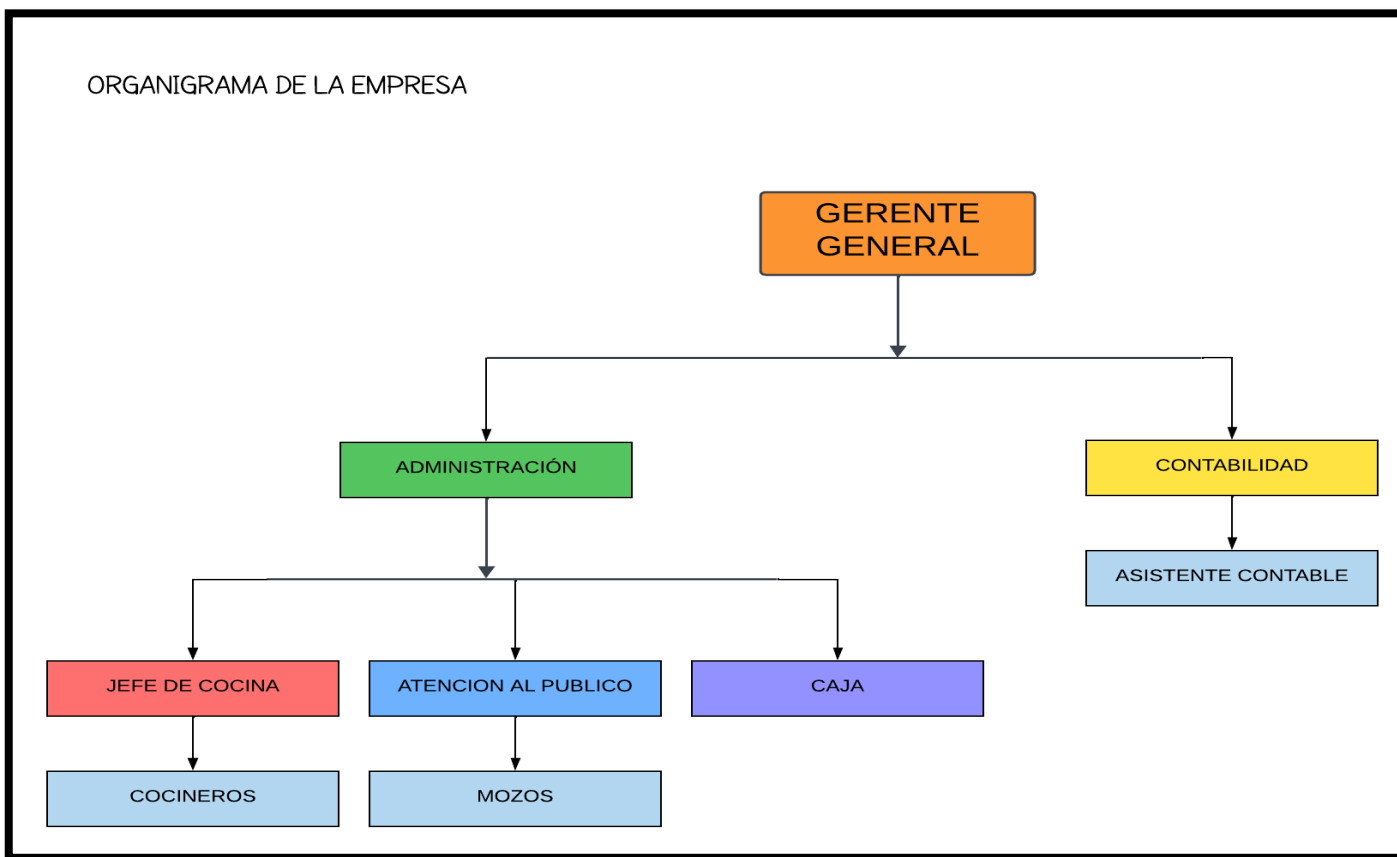 ORGANIGRAMA DE LA EMPRESA
GERENTE
GENERAL
ADMINISTRACIÓN
CONTABILIDAD
ASISTENTE CONTABLE
JEFE DE COCINA
ATENCION AL PUBLICO
CAJA
COCINEROS
MOZOS